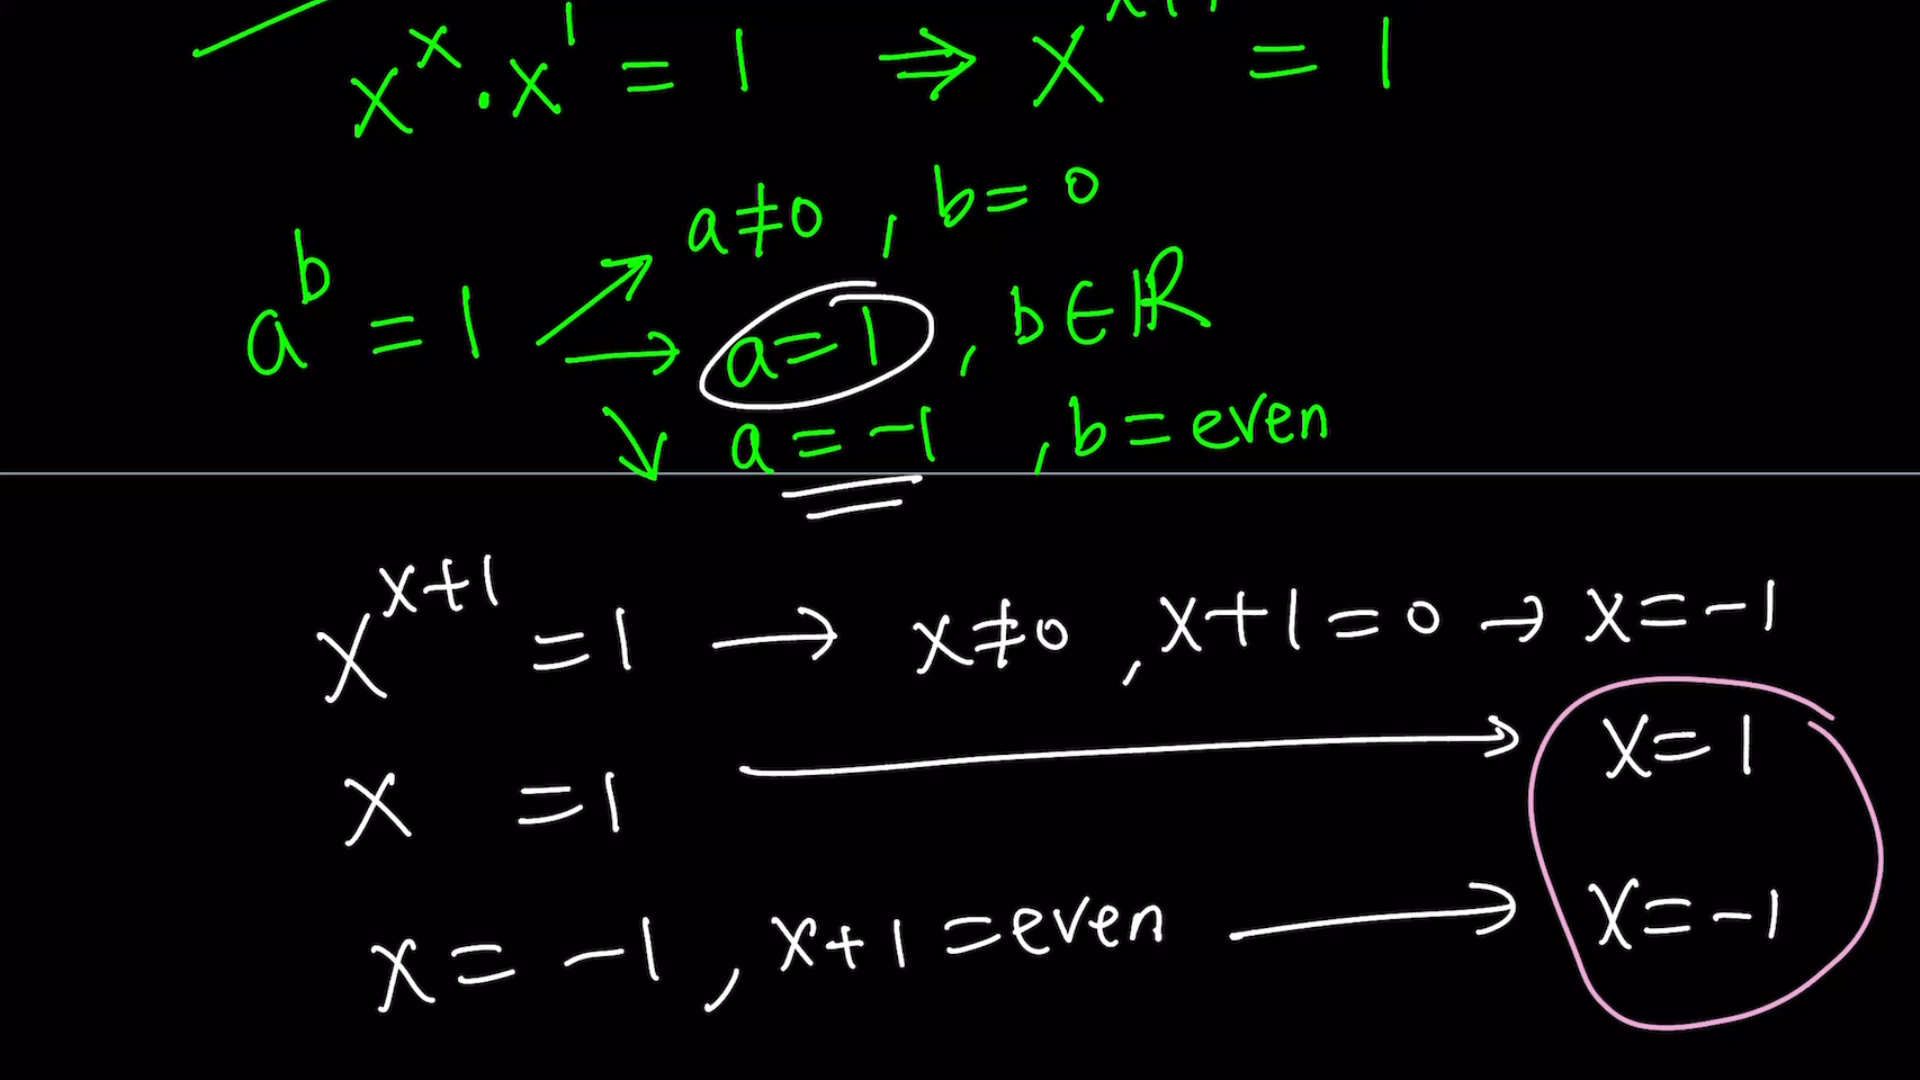 x^x · x^1 = 1 ⇒ x^{x+1} = 1
a ≠ 0 , b = 0
a^b = 1 → a = 1 , b ∈ ℝ
a = -1 , b = even
x^{x+1} = 1 → x ≠ 0 , x+1 = 0 → x = -1
x = 1 → x = 1
x = -1 , x+1 = even → x = -1